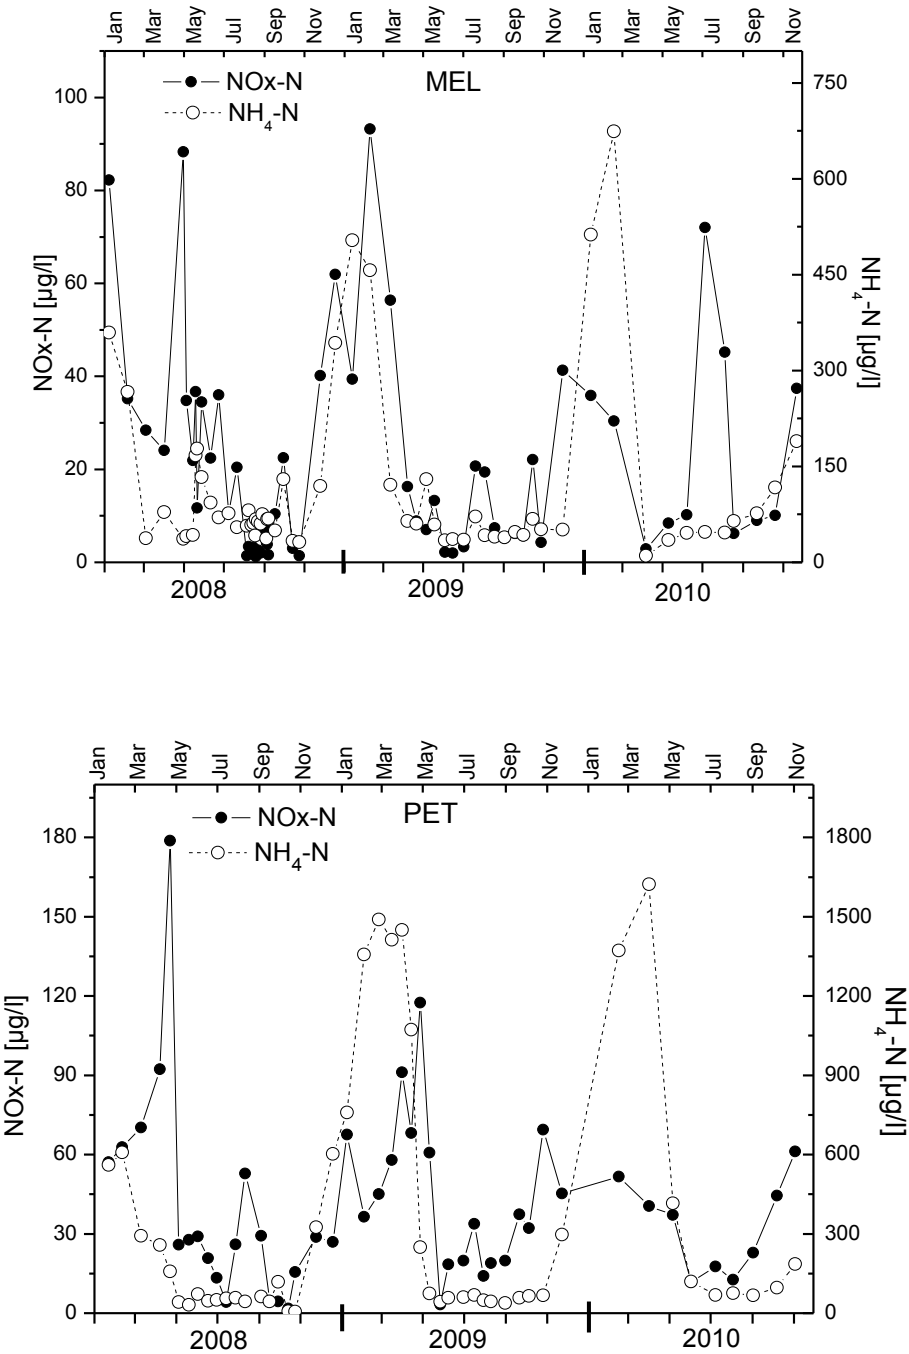 Jan Mar May Jul Sep Nov Jan Mar May Jul Sep Nov Jan Mar May Jul Sep Nov
MEL
NOx-N
NH4-N
100
80
60
40
20
0
NOx-N [µg/l]
750
600
450
300
150
0
NH4-N [µg/l]
2008 2009 2010
Jan Mar May Jul Sep Nov Jan Mar May Jul Sep Nov Jan Mar May Jul Sep Nov
PET
NOx-N
NH4-N
180
150
120
90
60
30
0
NOx-N [µg/l]
1800
1500
1200
900
600
300
0
NH4-N [µg/l]
2008 2009 2010